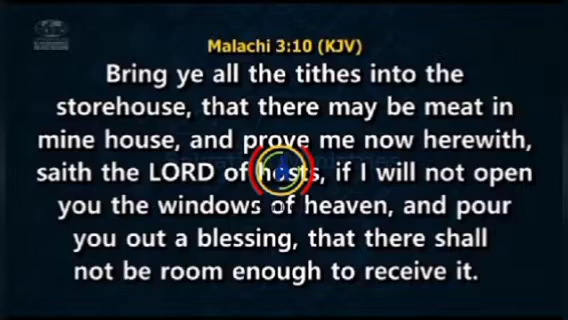 Malachi 3:10 (KJV)
Bring ye all the tithes into the
storehouse, that there may be meat in
mine house, and prove me now herewith,
saith the LORD of hosts, if I will not open
you the windows of heaven, and pour
you out a blessing, that there shall
not be room enough to receive it.